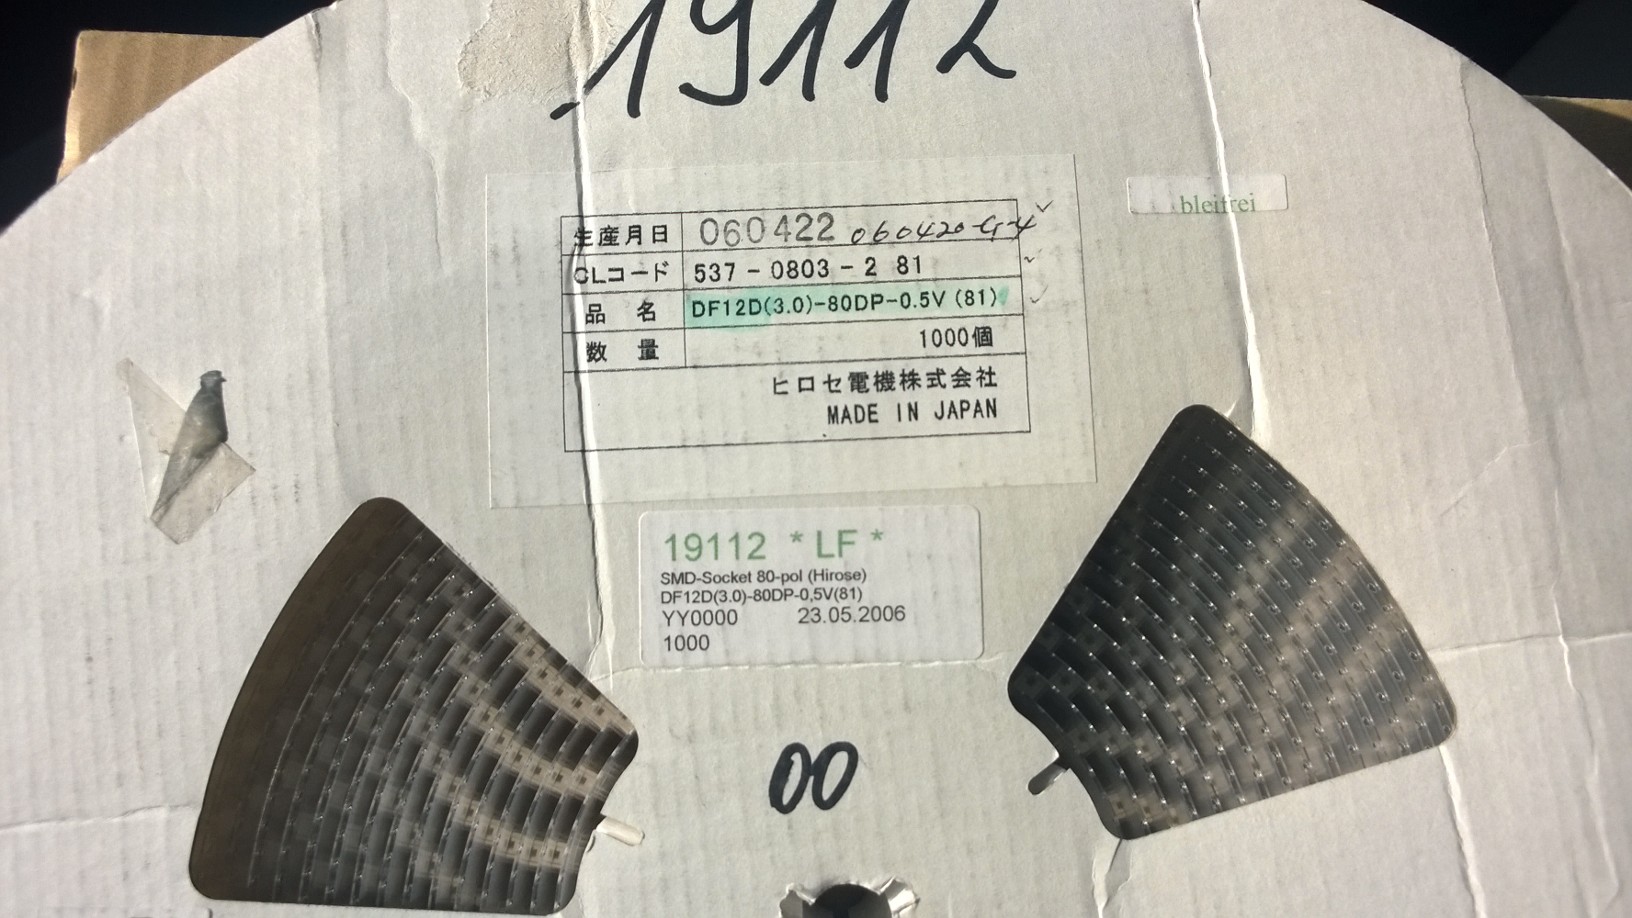 19112
bleifrei
生産月日 060422 060420-G-4
CLコード 537-0803-2 81
品 名 DF12D(3.0)-80DP-0.5V (81)
数 量 1000個
ヒロセ電機株式会社
MADE IN JAPAN
19112 * LF *
SMD-Socket 80-pol (Hirose)
DF12D(3.0)-80DP-0,5V(81)
YY0000 23.05.2006
1000
00